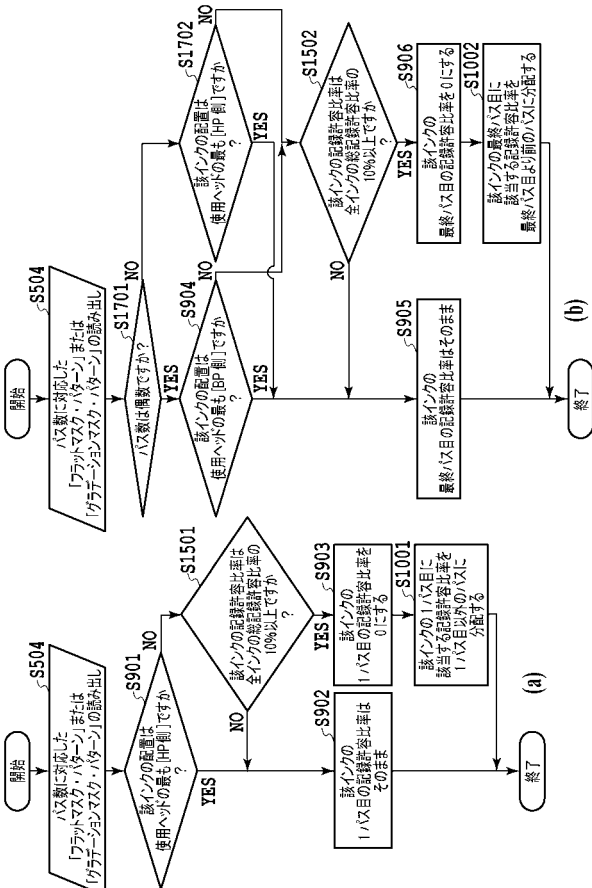 開始
S504
パス数に対応した
「フラットマスク・パターン」または
「グラデーションマスク・パターン」の読み出し
S901
該インクの配置は
使用ヘッドの最も [HP 側] ですか
?
NO
YES
S1501
該インクの記録許容比率は
全インクの総記録許容比率の
10%以上ですか
?
NO
YES
S902
該インクの
1 パス目の記録許容比率は
そのまま
S903
該インクの
1 パス目の記録許容比率を
0 にする
S1001
該インクの 1 パス目に
該当する記録許容比率を
1 パス目以外のパスに
分配する
終了
(a)
開始
S504
パス数に対応した
「フラットマスク・パターン」または
「グラデーションマスク・パターン」の読み出し
S1701
パス数は偶数ですか?
NO
YES
S904
該インクの配置は
使用ヘッドの最も [BP 側] ですか
?
NO
YES
S1702
該インクの配置は
使用ヘッドの最も [HP 側] ですか
?
NO
YES
S1502
該インクの記録許容比率は
全インクの総記録許容比率の
10%以上ですか
?
NO
YES
S905
該インクの
最終パス目の記録許容比率はそのまま
S906
該インクの
最終パス目の記録許容比率を 0 にする
S1002
該インクの最終パス目に
該当する記録許容比率を
最終パス目より前のパスに分配する
終了
(b)